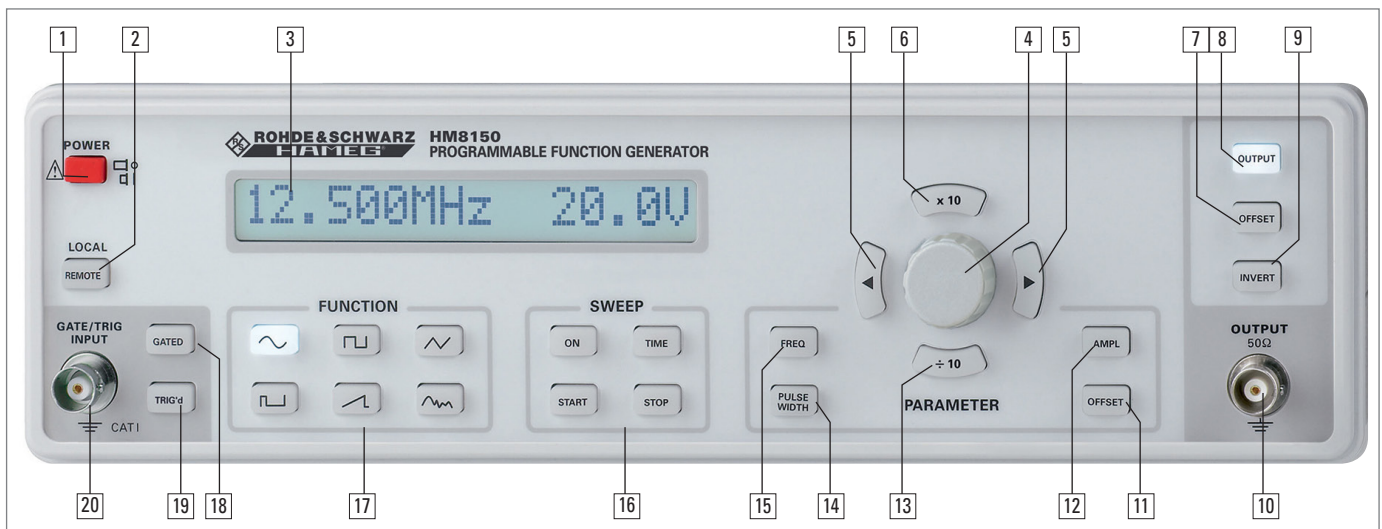 1 2 3 5 6 4 5 7 8 9
POWER
ROHDE & SCHWARZ HM8150
HAMEG PROGRAMMABLE FUNCTION GENERATOR
OUTPUT
12.500MHz 20.0V
x 10
OFFSET
LOCAL
REMOTE
INVERT
FUNCTION SWEEP
GATE/TRIG
INPUT
GATED
ON TIME
FREQ
÷ 10
AMPL
OUTPUT
50Ω
TRIG'd
START STOP
PULSE
WIDTH
PARAMETER
OFFSET
CAT I
20 19 18 17 16 15 14 13 12 11 10